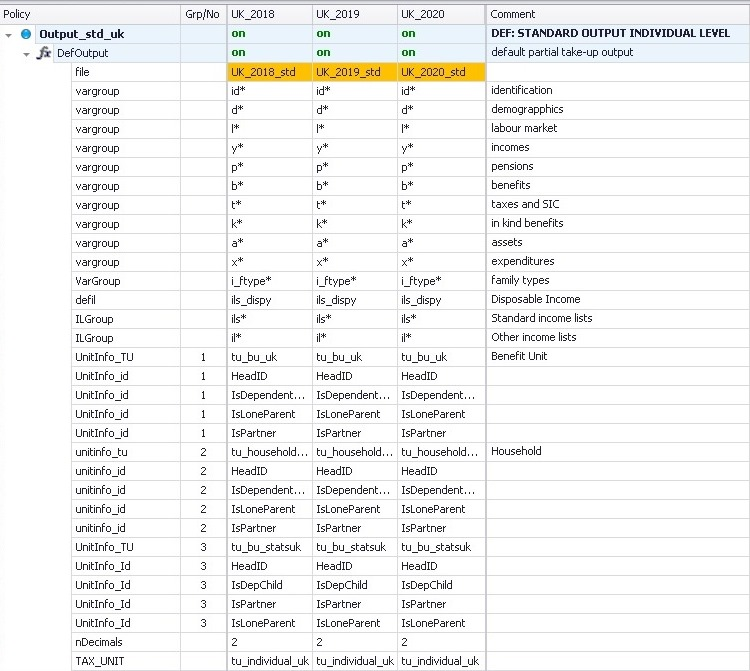 Policy Grp/No UK_2018 UK_2019 UK_2020 Comment
Output_std_uk on on on DEF: STANDARD OUTPUT INDIVIDUAL LEVEL
fx DefOutput on on on default partial take-up output
file UK_2018_std UK_2019_std UK_2020_std
vargroup id* id* id* identification
vargroup d* d* d* demograpphics
vargroup l* l* l* labour market
vargroup y* y* y* incomes
vargroup p* p* p* pensions
vargroup b* b* b* benefits
vargroup t* t* t* taxes and SIC
vargroup k* k* k* in kind benefits
vargroup a* a* a* assets
vargroup x* x* x* expenditures
VarGroup i_ftype* i_ftype* i_ftype* family types
defil ils_dispy ils_dispy ils_dispy Disposable Income
ILGroup ils* ils* ils* Standard income lists
ILGroup il* il* il* Other income lists
UnitInfo_TU 1 tu_bu_uk tu_bu_uk tu_bu_uk Benefit Unit
UnitInfo_id 1 HeadID HeadID HeadID
UnitInfo_id 1 IsDependent... IsDependent... IsDependent...
UnitInfo_id 1 IsLoneParent IsLoneParent IsLoneParent
UnitInfo_id 1 IsPartner IsPartner IsPartner
unitinfo_tu 2 tu_household... tu_household... tu_household... Household
unitinfo_id 2 HeadID HeadID HeadID
unitinfo_id 2 IsDependent... IsDependent... IsDependent...
unitinfo_id 2 IsLoneParent IsLoneParent IsLoneParent
unitinfo_id 2 IsPartner IsPartner IsPartner
UnitInfo_TU 3 tu_bu_statsuk tu_bu_statsuk tu_bu_statsuk
UnitInfo_Id 3 HeadID HeadID HeadID
UnitInfo_Id 3 IsDepChild IsDepChild IsDepChild
UnitInfo_Id 3 IsPartner IsPartner IsPartner
UnitInfo_Id 3 IsLoneParent IsLoneParent IsLoneParent
nDecimals 2 2 2
TAX_UNIT tu_individual_uk tu_individual_uk tu_individual_uk